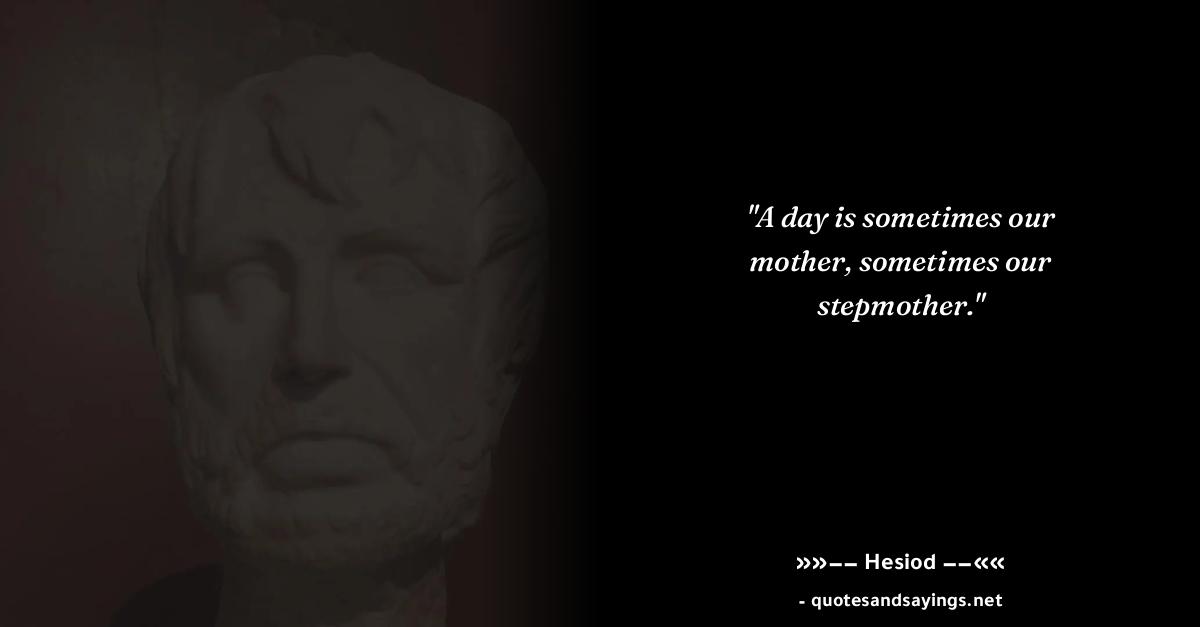 "A day is sometimes our
mother, sometimes our
stepmother."
»»−− Hesiod −−««
- quotesandsayings.net